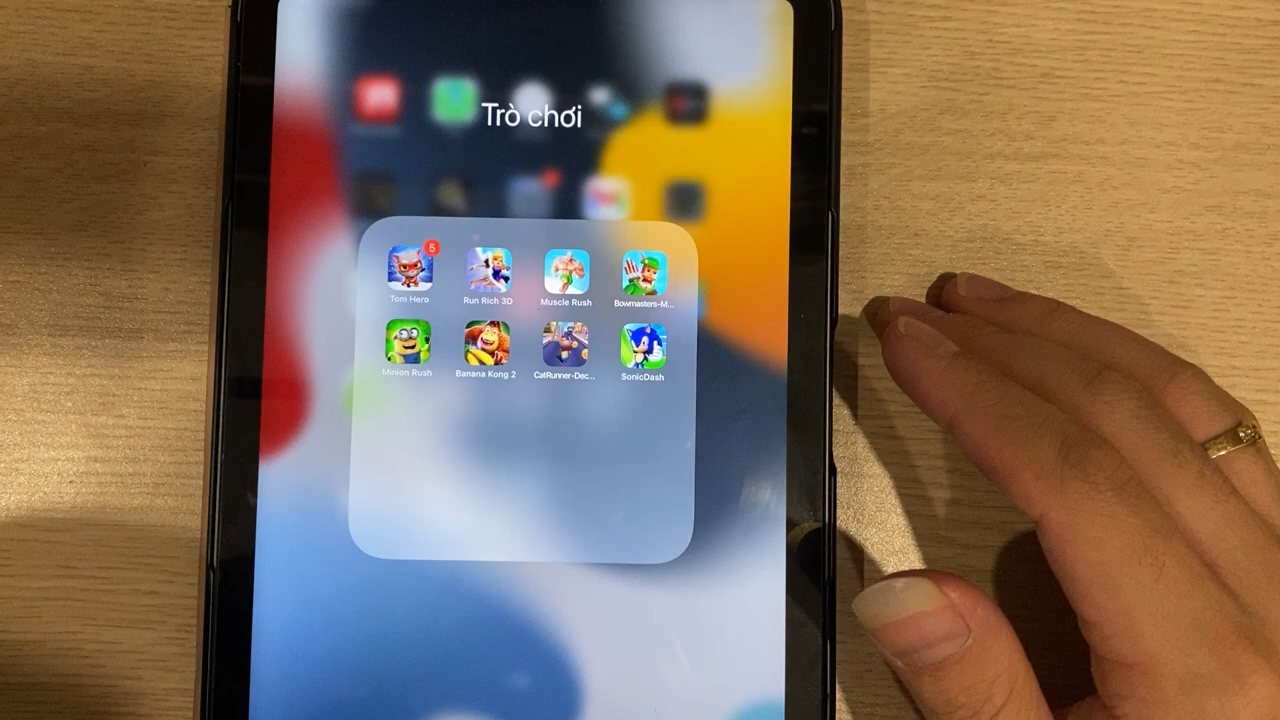 Trò chơi
5
Tom Hero
Run Rich 3D
Muscle Rush
Bowmasters-M...
Minion Rush
Banana Kong 2
CatRunner-Dec...
SonicDash